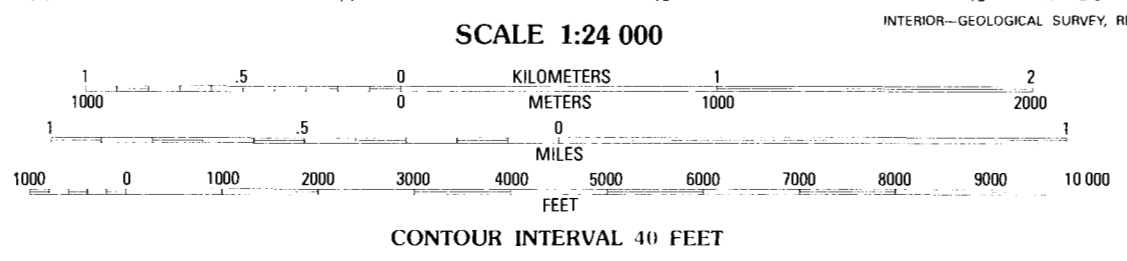 INTERIOR—GEOLOGICAL SURVEY,
SCALE 1:24 000
1 .5 0 KILOMETERS 1 2
1000 0 METERS 1000 2000
1 .5 0 1
MILES
1000 0 1000 2000 3000 4000 5000 6000 7000 8000 9000 10 000
FEET
CONTOUR INTERVAL 40 FEET